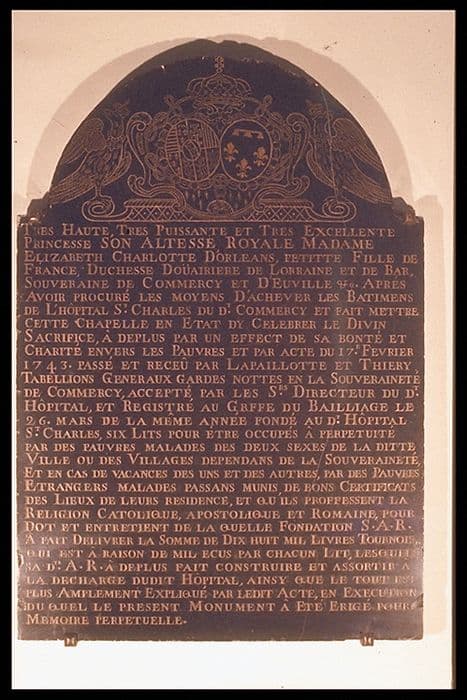 TRES HAUTE, TRES PUISSANTE ET TRES EXCELLENTE
PRINCESSE SON ALTESSE ROYALE MADAME
ELIZABETH CHARLOTTE D'ORLEANS, PETITTE FILLE DE
FRANCE, DUCHESSE DOÜAIRIERE DE LORRAINE ET DE BAR,
SOUVERAINE DE COMMERCY ET D'EUVILLE &c. APRES
AVOIR PROCURÉ LES MOYENS D'ACHEVER LES BATIMENS
DE L'HÔPITAL St. CHARLES DU Dt. COMMERCY ET FAIT METTRE
CETTE CHAPELLE EN ETAT DY CELEBRER LE DIVIN
SACRIFICE, À DEPLUS PAR UN EFFECT DE SA BONTÉ ET
CHARITÉ ENVERS LES PAUVRES ET PAR ACTE DU 17e. FEVRIER
1743. PASSÉ ET RECEU PAR LAPAILLOTTE ET THIERY,
TABELLIONS GENERAUX GARDES NOTTES EN LA SOUVERAINETÉ
DE COMMERCY, ACCEPTÉ PAR LES Srs DIRECTEUR DU Dt.
HÔPITAL, ET REGISTRÉ AU GRFFE DU BAILLIAGE LE
26. MARS DE LA MÊME ANNÉE FONDÉ AU Dt. HÔPITAL
St. CHARLES, SIX LITS POUR ETRE OCCUPÉS À PERPETUITÉ
PAR DES PAUVRES MALADES DES DEUX SEXES DE LA DITTE
VILLE OU DES VILLAGES DEPENDANS DE LA SOUVERAINETÉ,
ET EN CAS DE VACANCES DES UNS ET DES AUTRES, PAR DES PAUVRES
ETRANGERS MALADES PASSANS MUNIS DE BONS CERTIFICATS
DES LIEUX DE LEURS RESIDENCE, ET QU'ILS PROFFESSENT LA
RELIGION CATOLIQUE, APOSTOLIQUE ET ROMAINE, POUR
DOT ET ENTRETIENT DE LA QUELLE FONDATION S.A.R.
À FAIT DELIVRER LA SOMME DE DIX HUIT MIL LIVRES TOURNOIS,
QUI EST À RAISON DE MIL ECUS PAR CHACUN LIT, LESQUELS
SA Dt. A.R. À DEPLUS FAIT CONSTRUIRE ET ASSORTIR À
LA DECHARGE DUDIT HÔPITAL, AINSY QUE LE TOUT EST
PLUS AMPLEMENT EXPLIQUÉ PAR LEDIT ACTE, EN EXECUTION
DU QUEL LE PRESENT MONUMENT À ETÉ ERIGÉ POUR
MEMOIRE PERPETUELLE.